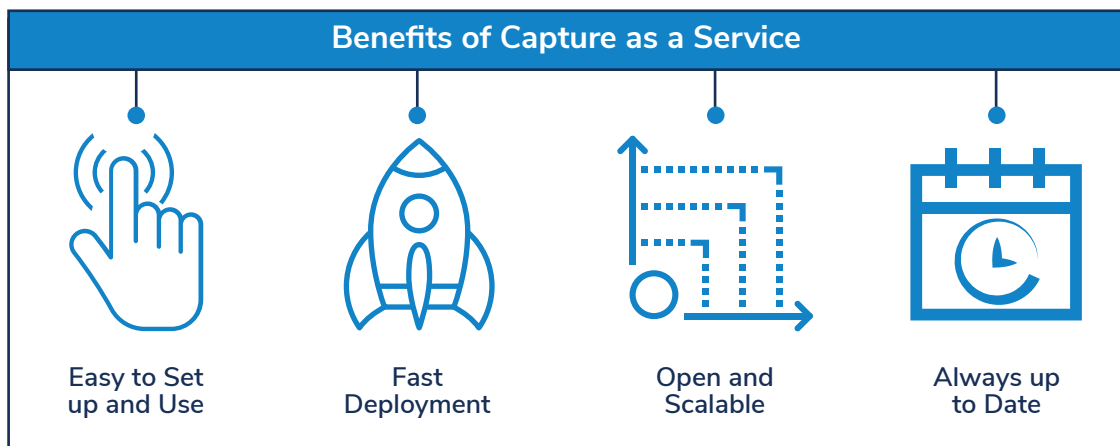 Benefits of Capture as a Service
Easy to Set
up and Use
Fast
Deployment
Open and
Scalable
Always up
to Date